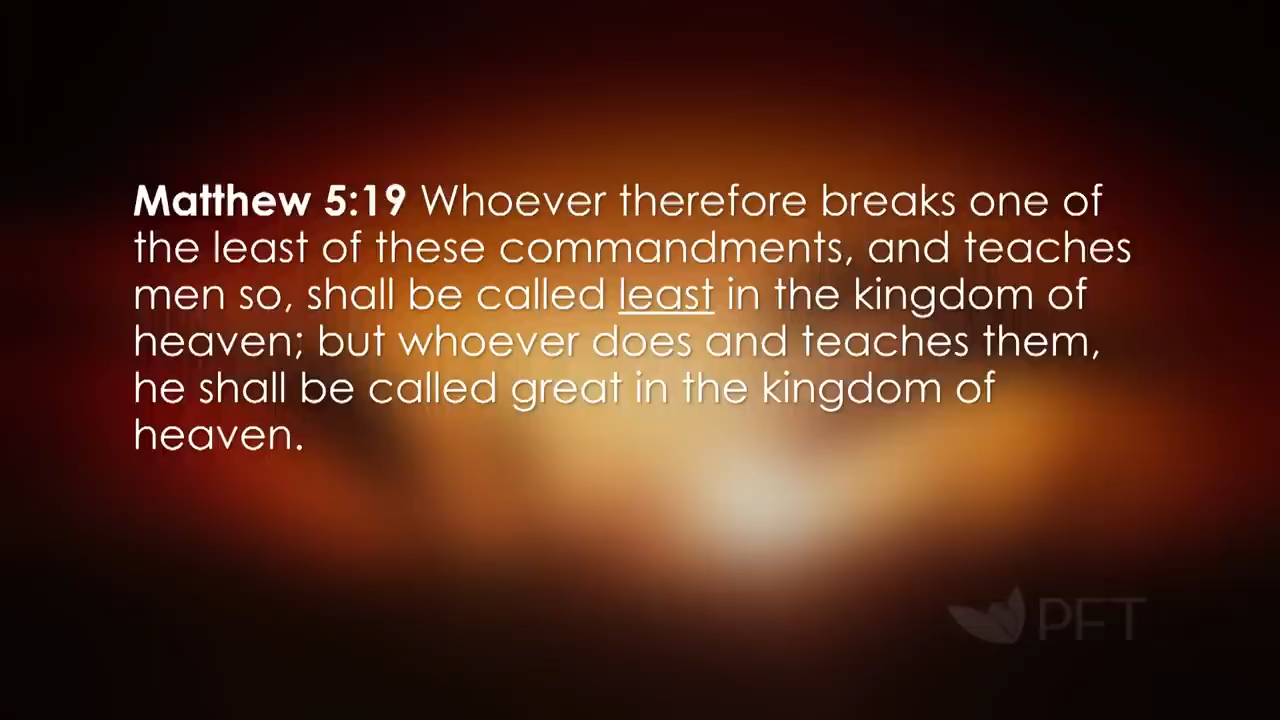 Matthew 5:19 Whoever therefore breaks one of
the least of these commandments, and teaches
men so, shall be called least in the kingdom of
heaven; but whoever does and teaches them,
he shall be called great in the kingdom of
heaven.
PFT